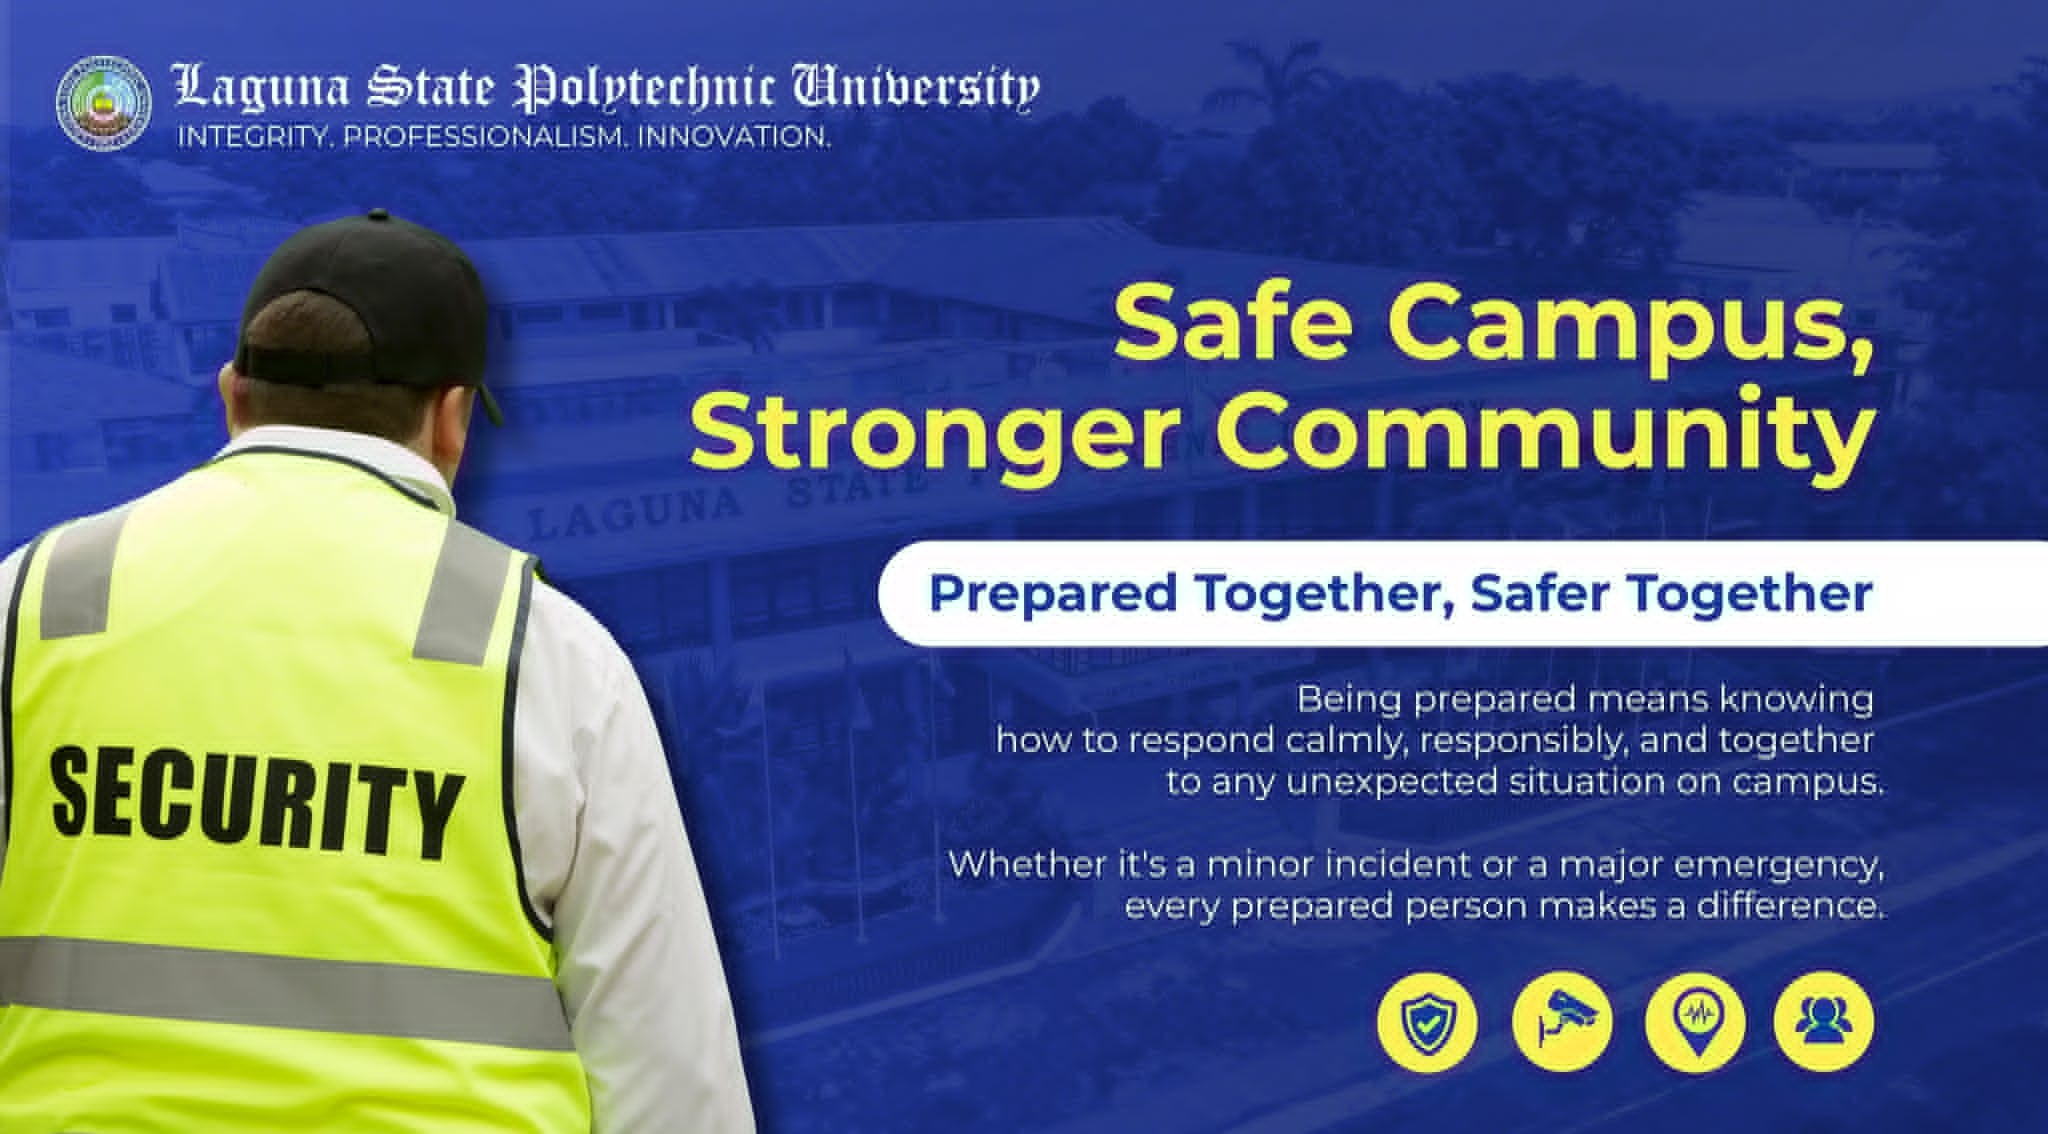 Laguna State Polytechnic University
INTEGRITY. PROFESSIONALISM. INNOVATION.
Safe Campus,
Stronger Community
LAGUNA STATE
Prepared Together, Safer Together
Being prepared means knowing
how to respond calmly, responsibly, and together
to any unexpected situation on campus.
Whether it's a minor incident or a major emergency,
every prepared person makes a difference.
SECURITY